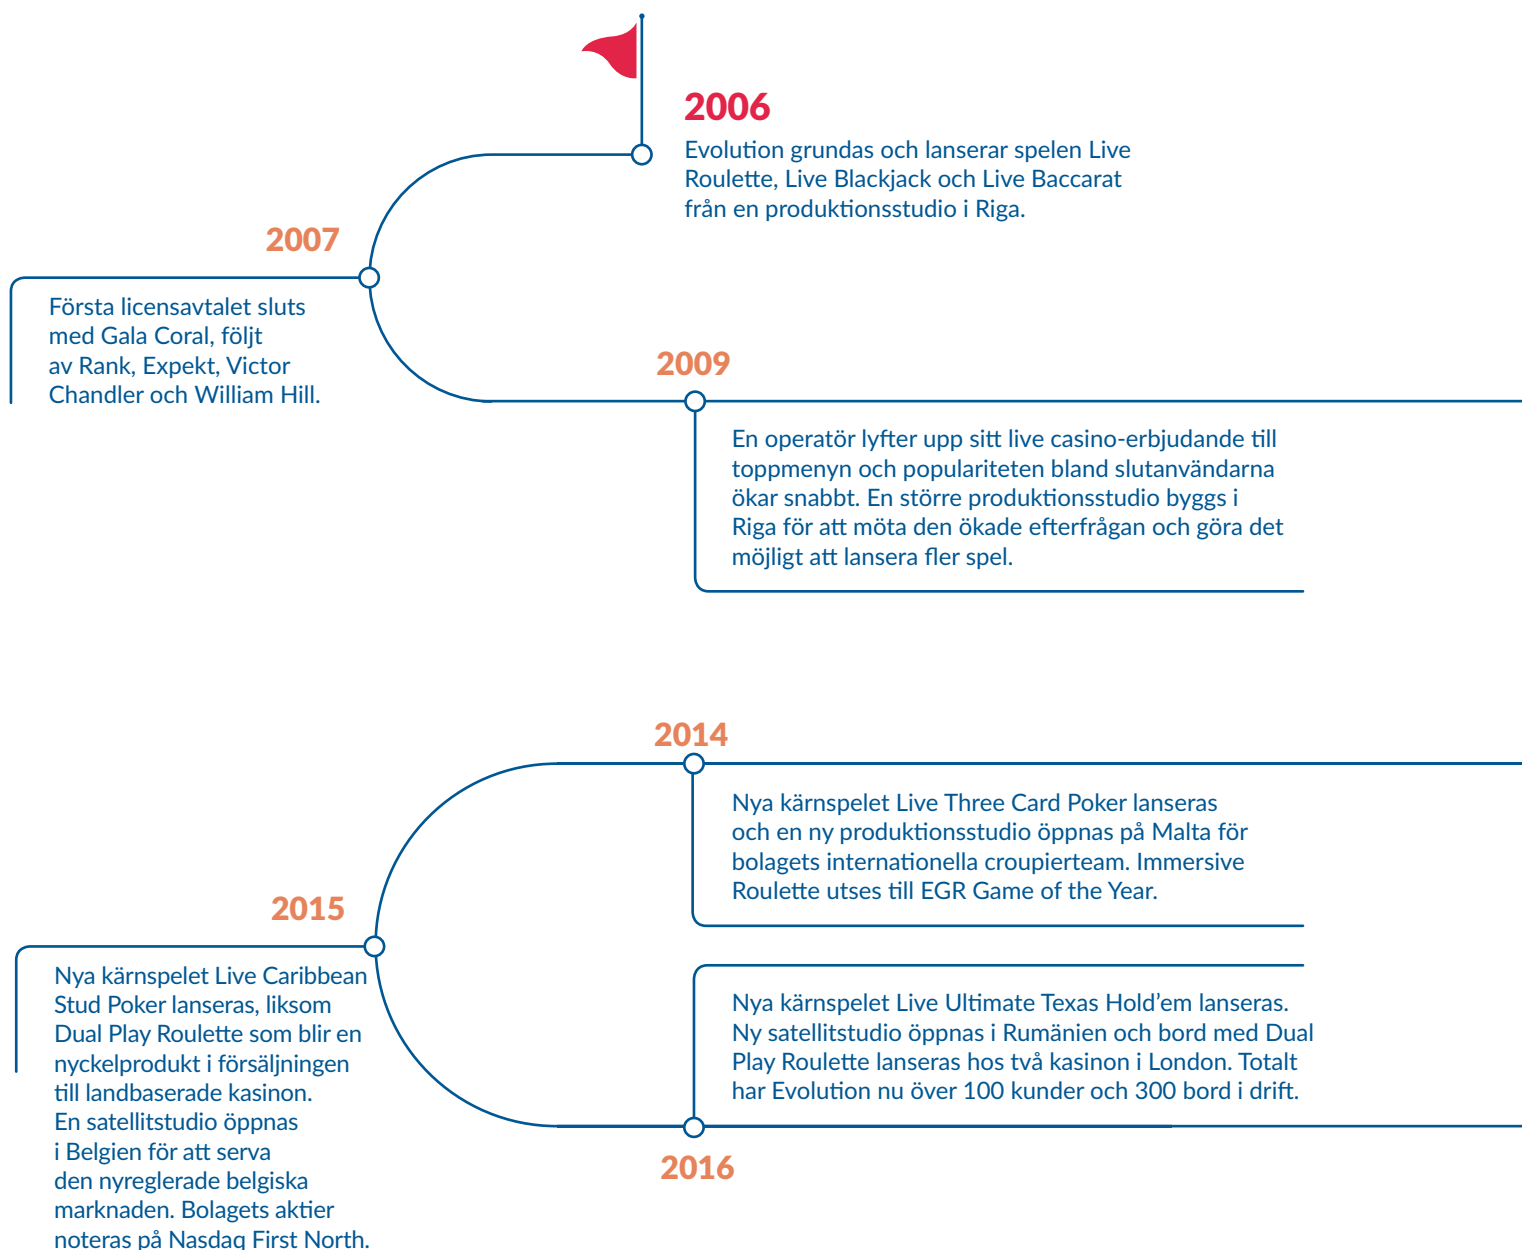 2006
Evolution grundas och lanserar spelen Live
Roulette, Live Blackjack och Live Baccarat
från en produktionsstudio i Riga.
2007
Första licensavtalet sluts
med Gala Coral, följt
av Rank, Expekt, Victor
Chandler och William Hill.
2009
En operatör lyfter upp sitt live casino-erbjudande till
toppmenyn och populariteten bland slutanvändarna
ökar snabbt. En större produktionsstudio byggs i
Riga för att möta den ökade efterfrågan och göra det
möjligt att lansera fler spel.
2014
Nya kärnspelet Live Three Card Poker lanseras
och en ny produktionsstudio öppnas på Malta för
bolagets internationella croupierteam. Immersive
Roulette utses till EGR Game of the Year.
2015
Nya kärnspelet Live Caribbean
Stud Poker lanseras, liksom
Dual Play Roulette som blir en
nyckelprodukt i försäljningen
till landbaserade kasinon.
En satellitstudio öppnas
i Belgien för att serva
den nyreglerade belgiska
marknaden. Bolagets aktier
noteras på Nasdaq First North.
Nya kärnspelet Live Ultimate Texas Hold’em lanseras.
Ny satellitstudio öppnas i Rumänien och bord med Dual
Play Roulette lanseras hos två kasinon i London. Totalt
har Evolution nu över 100 kunder och 300 bord i drift.
2016